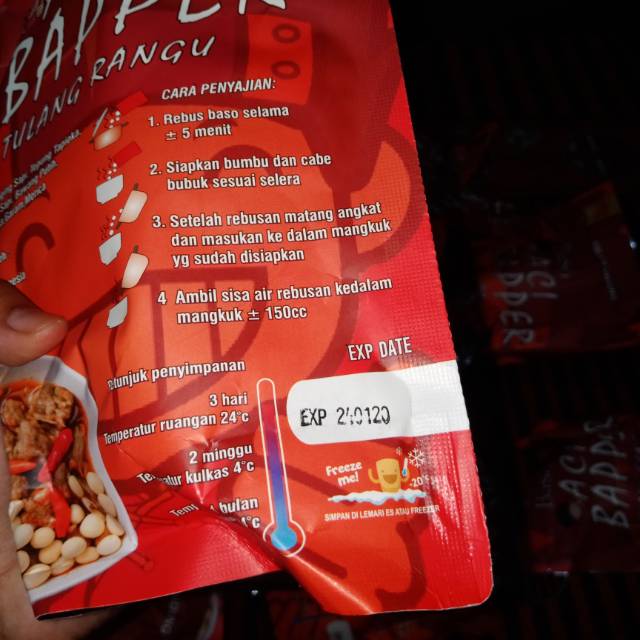 BAPPER
TULANG RANGU
CARA PENYAJIAN:
1. Rebus baso selama
± 5 menit
2. Siapkan bumbu dan cabe
bubuk sesuai selera
3. Setelah rebusan matang angkat
dan masukan ke dalam mangkuk
yg sudah disiapkan
4 Ambil sisa air rebusan kedalam
mangkuk ± 150cc
EXP DATE
EXP 240120
penyimpanan
3 hari
Temperatur ruangan 24°c
2 minggu
kulkas 4°c
bulan
Freeze
me!
-20°
SIMPAN DI LEMARI ES ATAU FREEZER
ACI
BAPPER